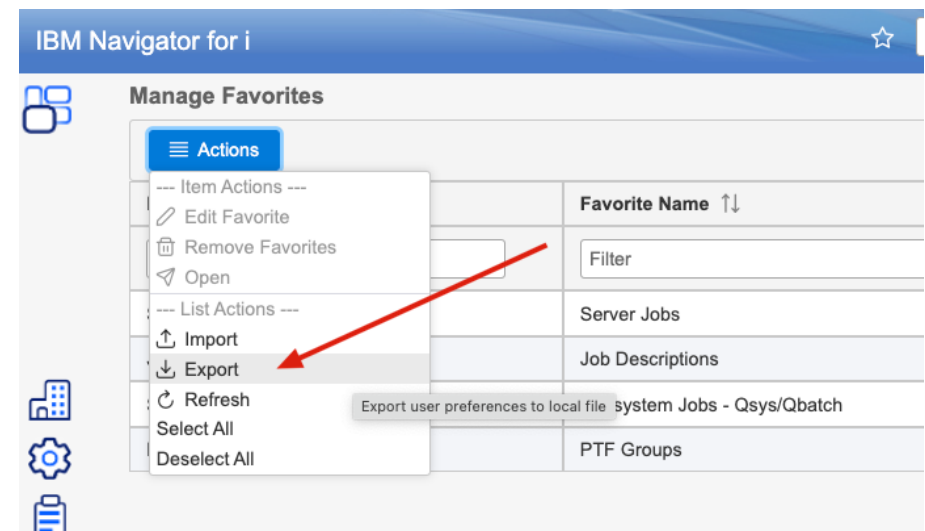 IBM Navigator for i
Manage Favorites
Actions
--- Item Actions ---
Edit Favorite
Remove Favorites
Open
--- List Actions ---
Import
Export
Refresh
Select All
Deselect All
Export user preferences to local file
Favorite Name
Filter
Server Jobs
Job Descriptions
system Jobs - Qsys/Qbatch
PTF Groups